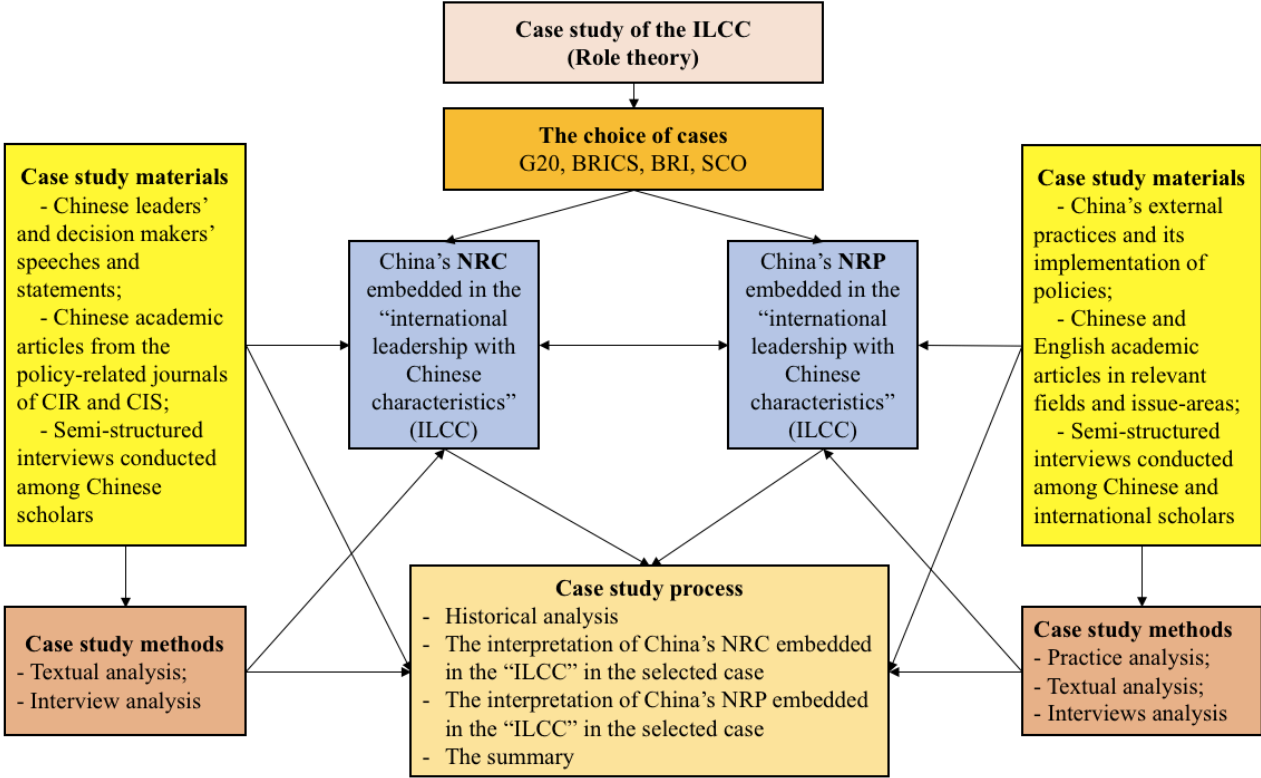 Case study of the ILCC
(Role theory)
The choice of cases
G20, BRICS, BRI, SCO
Case study materials
- Chinese leaders’
and decision makers’
speeches and
statements;
- Chinese academic
articles from the
policy-related journals
of CIR and CIS;
- Semi-structured
interviews conducted
among Chinese
scholars
China’s NRC
embedded in the
“international
leadership with
Chinese
characteristics”
(ILCC)
China’s NRP
embedded in the
“international
leadership with
Chinese
characteristics”
(ILCC)
Case study materials
- China’s external
practices and its
implementation of
policies;
- Chinese and
English academic
articles in relevant
fields and issue-areas;
- Semi-structured
interviews conducted
among Chinese and
international scholars
Case study methods
- Textual analysis;
- Interview analysis
Case study process
- Historical analysis
- The interpretation of China’s NRC embedded
in the “ILCC” in the selected case
- The interpretation of China’s NRP embedded
in the “ILCC” in the selected case
- The summary
Case study methods
- Practice analysis;
- Textual analysis;
- Interviews analysis